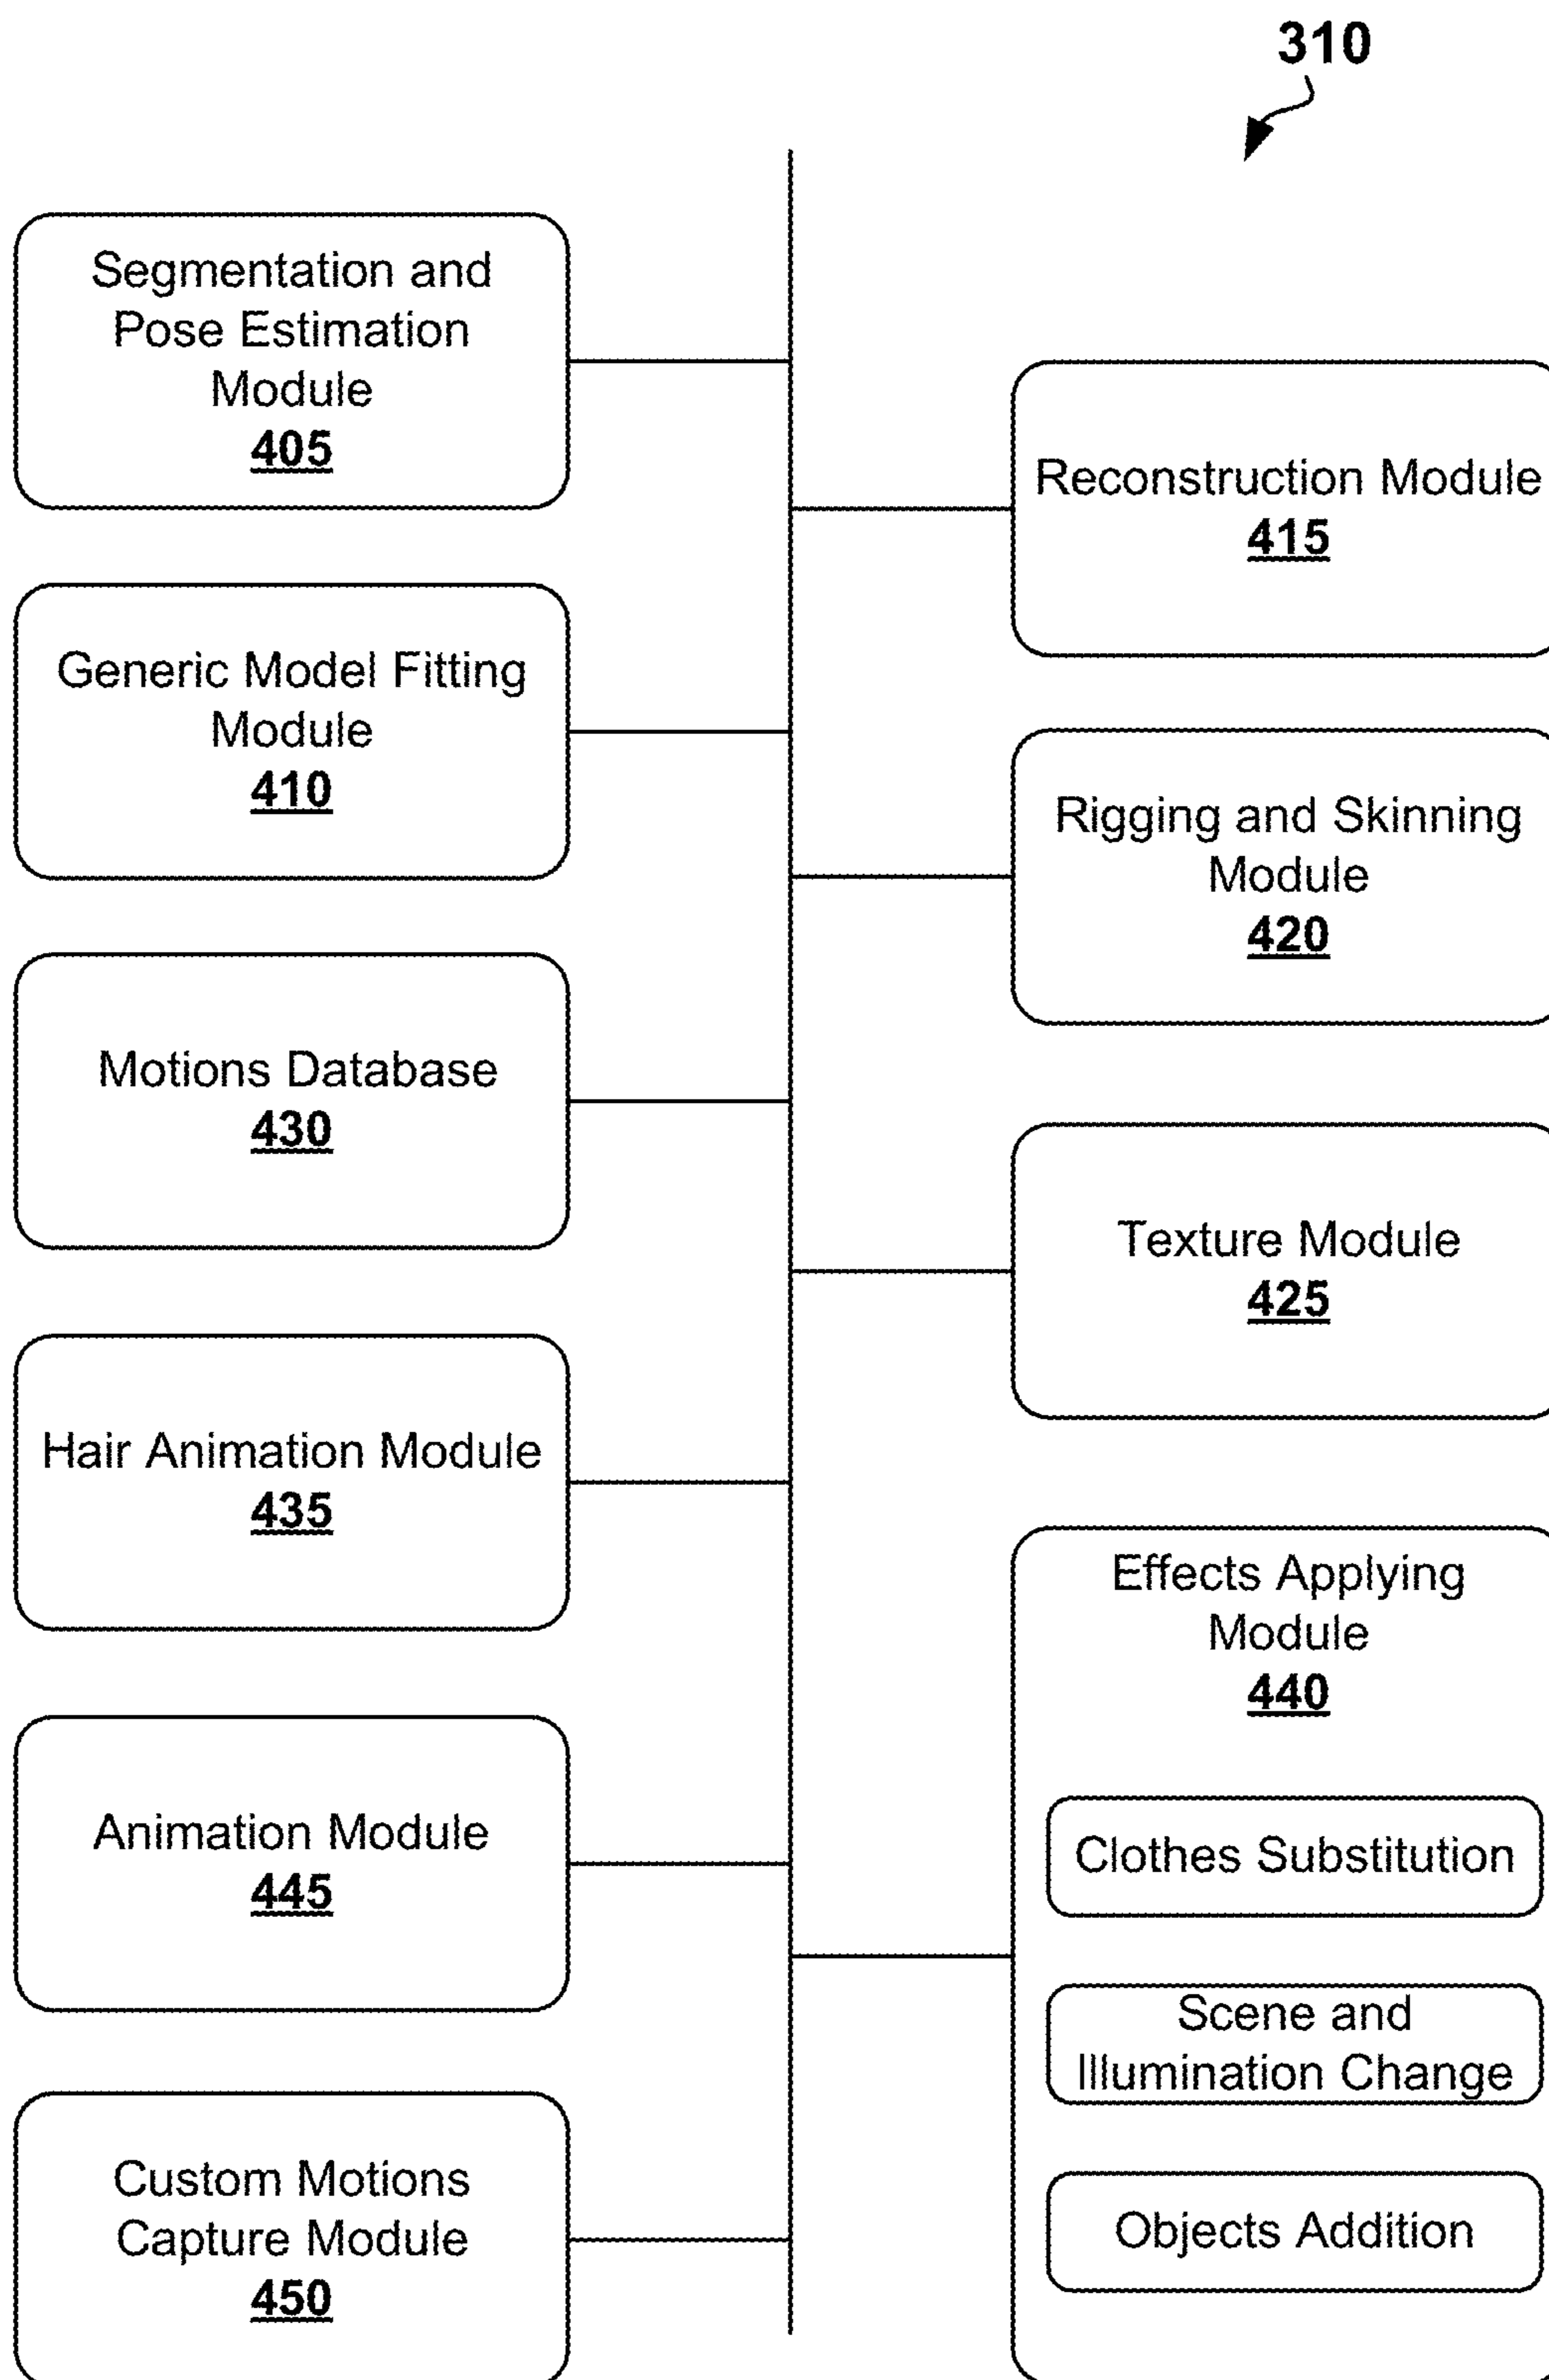 310
Segmentation and
Pose Estimation
Module
405
Generic Model Fitting
Module
410
Motions Database
430
Hair Animation Module
435
Animation Module
445
Custom Motions
Capture Module
450
Reconstruction Module
415
Rigging and Skinning
Module
420
Texture Module
425
Effects Applying
Module
440
Clothes Substitution
Scene and
Illumination Change
Objects Addition